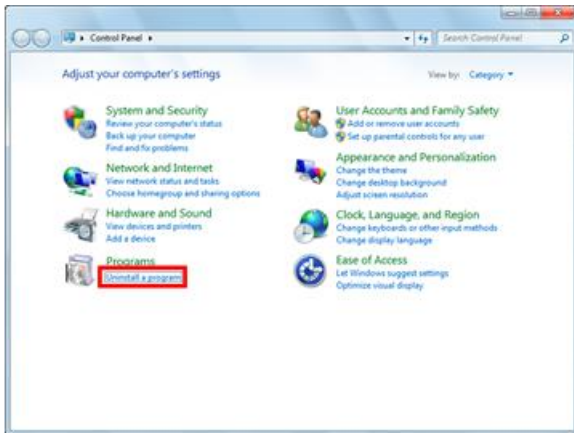 Control Panel
Search Control Panel
Adjust your computer's settings
View by: Category
System and Security
Review your computer's status
Back up your computer
Find and fix problems
Network and Internet
View network status and tasks
Choose homegroup and sharing options
Hardware and Sound
View devices and printers
Add a device
Programs
Uninstall a program
User Accounts and Family Safety
Add or remove user accounts
Set up parental controls for any user
Appearance and Personalization
Change the theme
Change desktop background
Adjust screen resolution
Clock, Language, and Region
Change keyboards or other input methods
Change display language
Ease of Access
Let Windows suggest settings
Optimize visual display